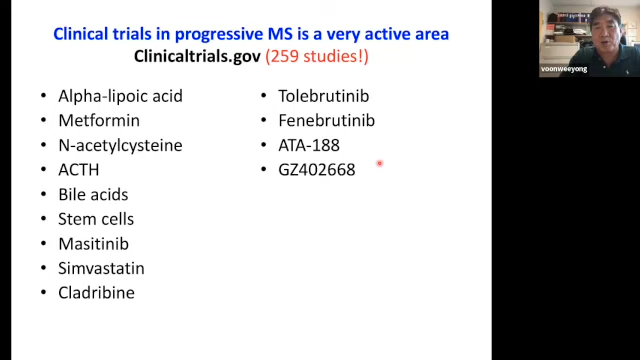 Clinical trials in progressive MS is a very active area
Clinicaltrials.gov (259 studies!)
• Alpha-lipoic acid
• Metformin
• N-acetylcysteine
• ACTH
• Bile acids
• Stem cells
• Masitinib
• Simvastatin
• Cladribine
• Tolebrutinib
• Fenebrutinib
• ATA-188
• GZ402668
voonweeyong